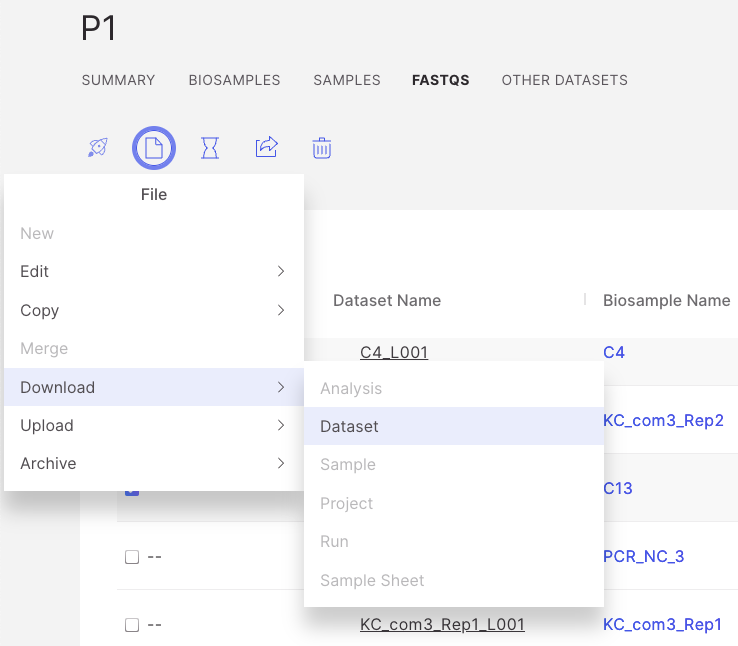 P1
SUMMARY BIOSAMPLES SAMPLES FASTQS OTHER DATASETS
File
New
Edit
Copy
Merge
Download
Upload
Archive
Analysis
Dataset
Sample
Project
Run
Sample Sheet
Dataset Name Biosample Name
C4_L001 C4
KC_com3_Rep2
C13
-- PCR_NC_3
-- KC_com3_Rep1_L001 KC_com3_Rep1